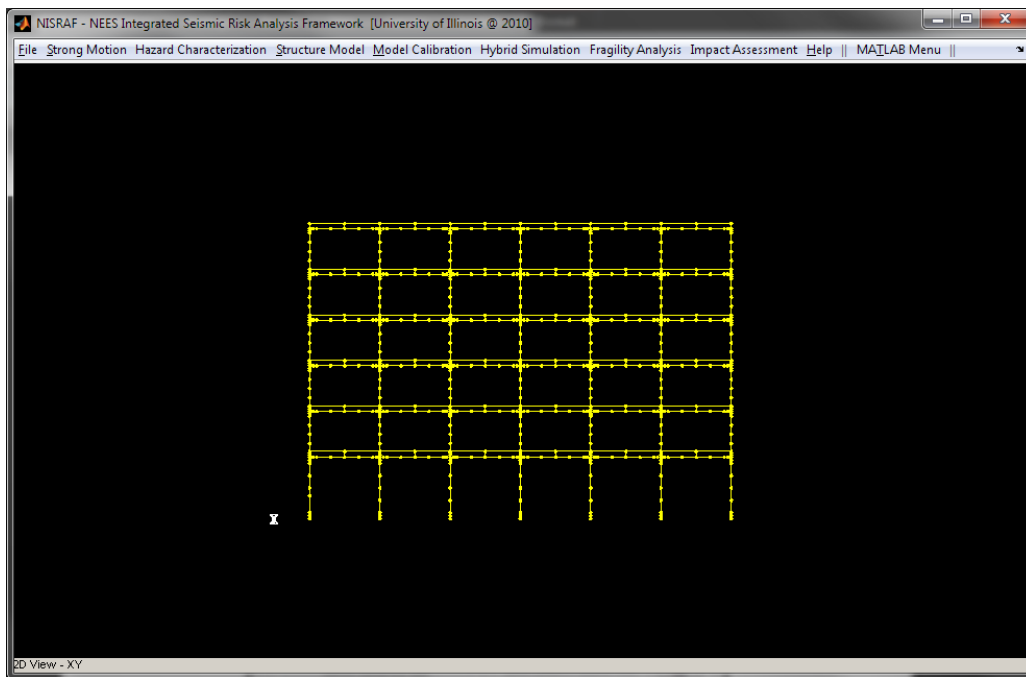 NISRAF - NEES Integrated Seismic Risk Analysis Framework [University of Illinois @ 2010]
File Strong Motion Hazard Characterization Structure Model Model Calibration Hybrid Simulation Fragility Analysis Impact Assessment Help || MATLAB Menu ||
2D View - XY